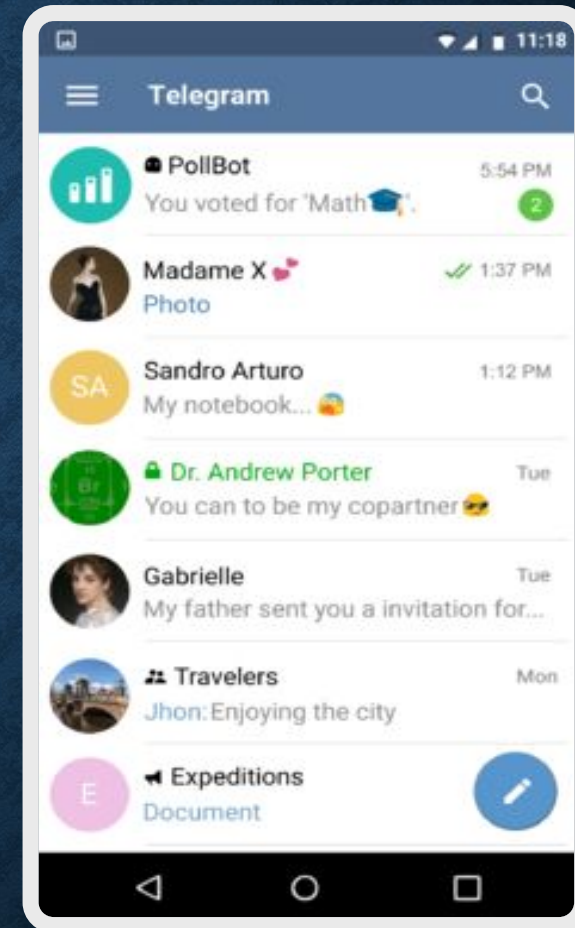 11:18
Telegram
PollBot 5:54 PM
You voted for 'Math🎓'. 2
Madame X 💕 1:37 PM
Photo
SA Sandro Arturo 1:12 PM
My notebook... 😰
Br Dr. Andrew Porter Tue
You can to be my copartner😎
Gabrielle Tue
My father sent you a invitation for...
Travelers Mon
Jhon: Enjoying the city
E Expeditions
Document